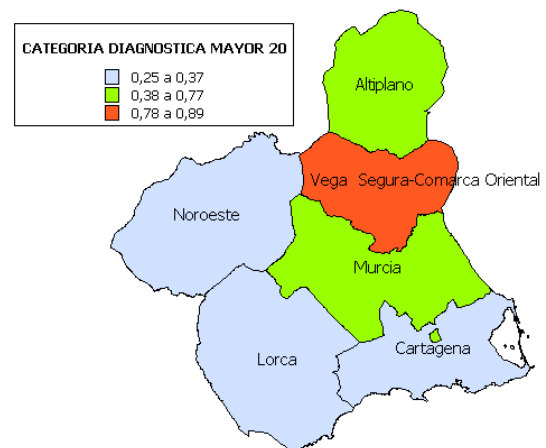 CATEGORIA DIAGNOSTICA MAYOR 20
0,25 a 0,37
0,38 a 0,77
0,78 a 0,89
Altiplano
Vega Segura-Comarca Oriental
Noroeste
Murcia
Cartagena
Lorca